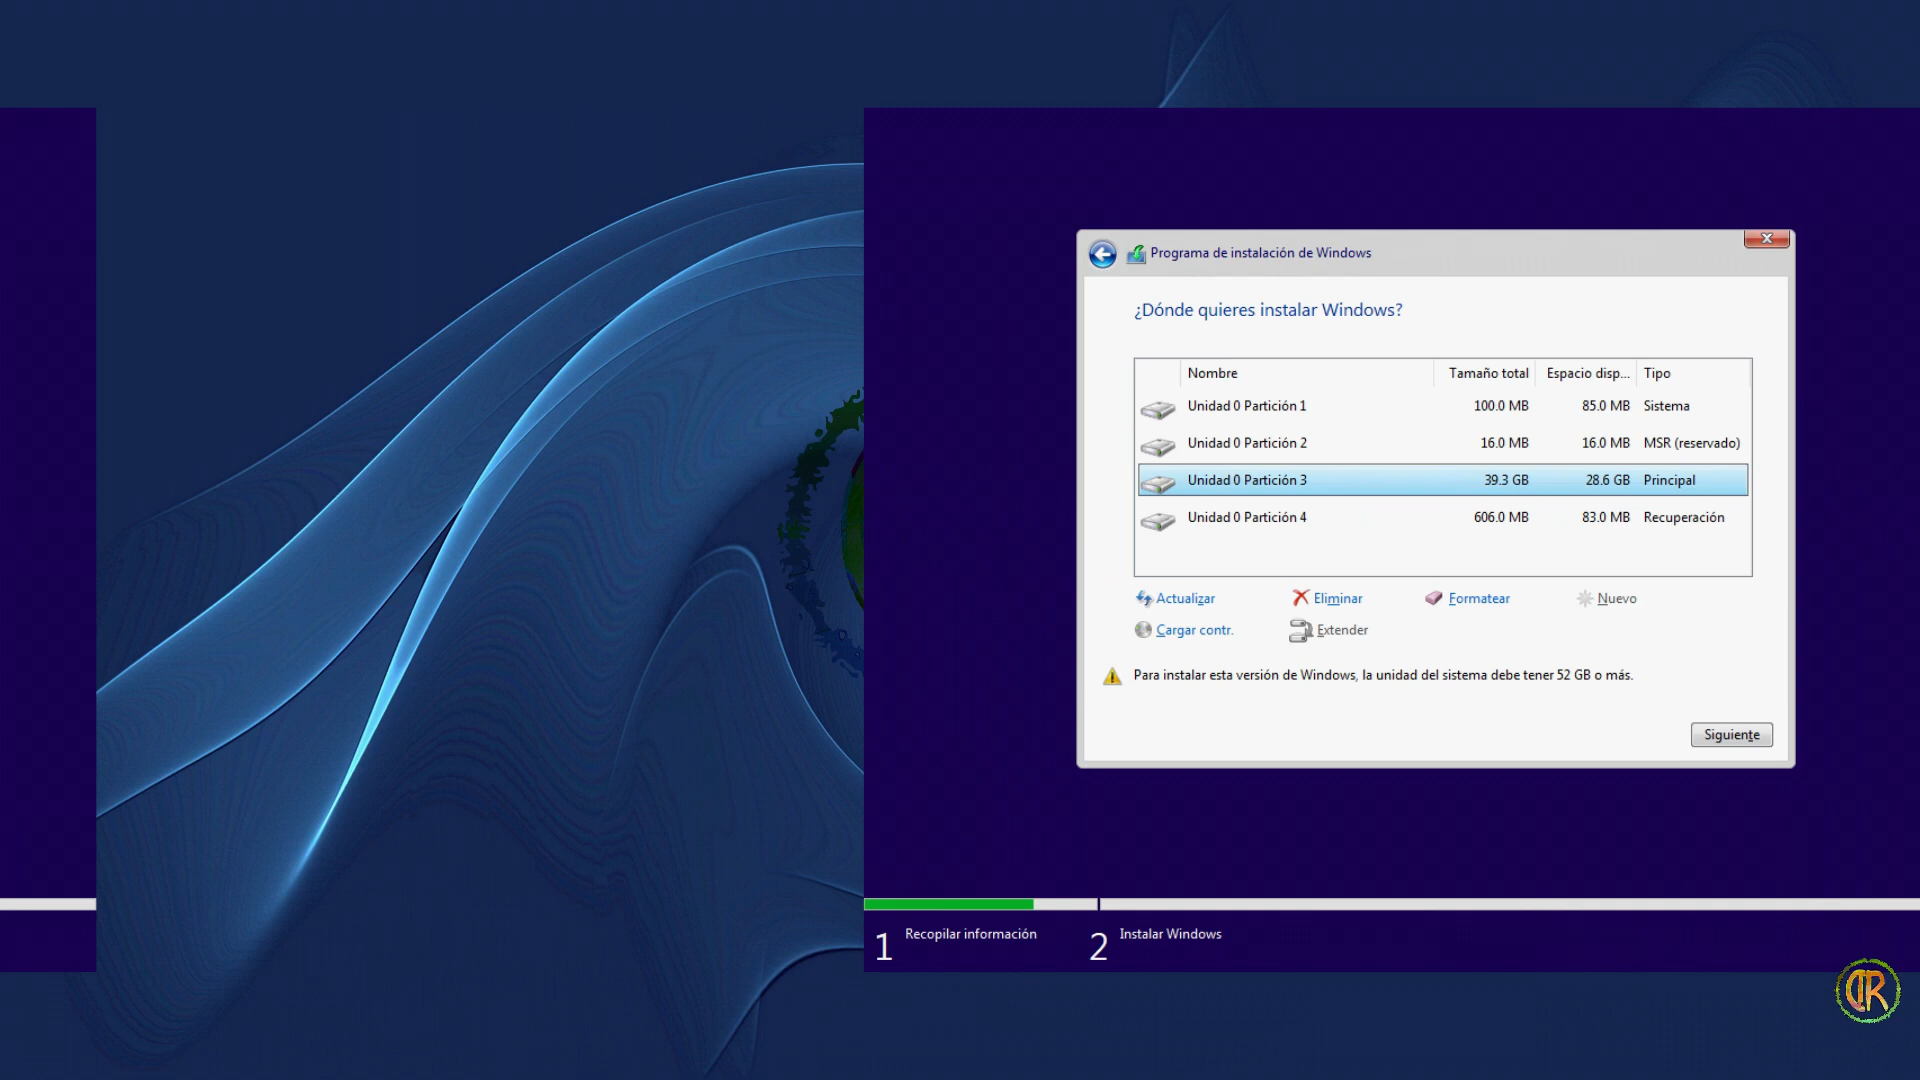 Programa de instalación de Windows
¿Dónde quieres instalar Windows?
Nombre Tamaño total Espacio disp... Tipo
Unidad 0 Partición 1 100.0 MB 85.0 MB Sistema
Unidad 0 Partición 2 16.0 MB 16.0 MB MSR (reservado)
Unidad 0 Partición 3 39.3 GB 28.6 GB Principal
Unidad 0 Partición 4 606.0 MB 83.0 MB Recuperación
Actualizar Eliminar Formatear Nuevo
Cargar contr. Extender
Para instalar esta versión de Windows, la unidad del sistema debe tener 52 GB o más.
Siguiente
1 Recopilar información 2 Instalar Windows